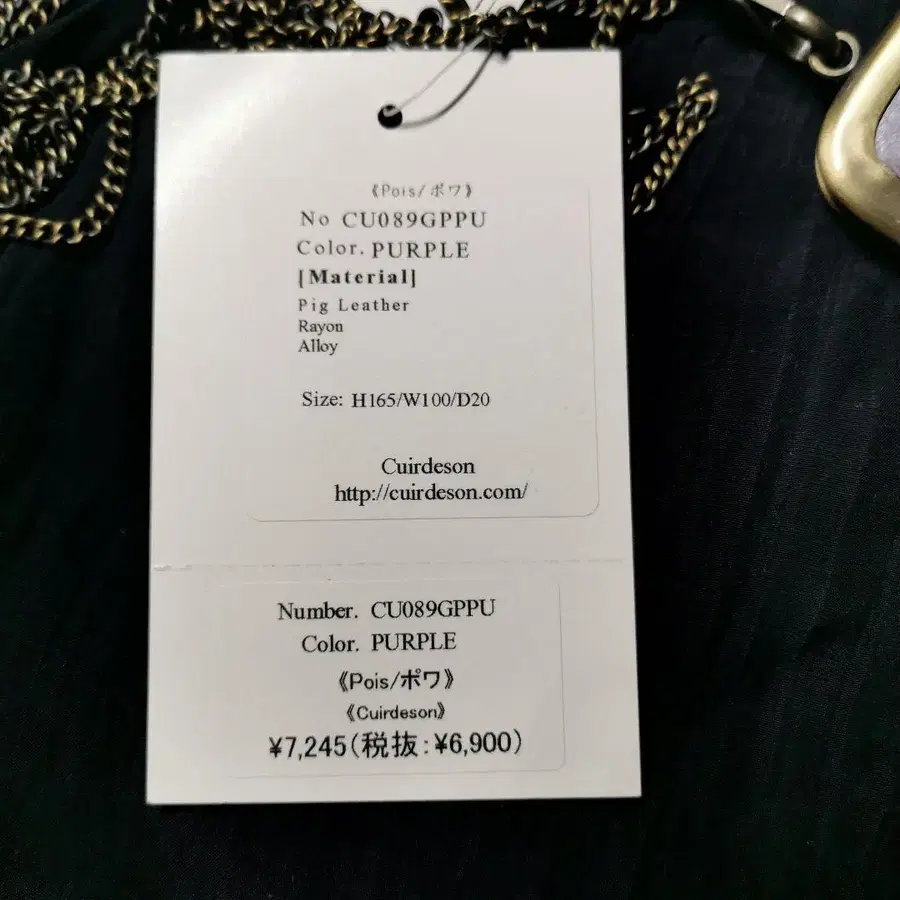 《Pois/ポワ》
No CU089GPPU
Color. PURPLE
[Material]
Pig Leather
Rayon
Alloy
Size: H165/W100/D20
Cuirdeson
http://cuirdeson.com/
Number. CU089GPPU
Color. PURPLE
《Pois/ポワ》
《Cuirdeson》
¥7,245(税抜:¥6,900)